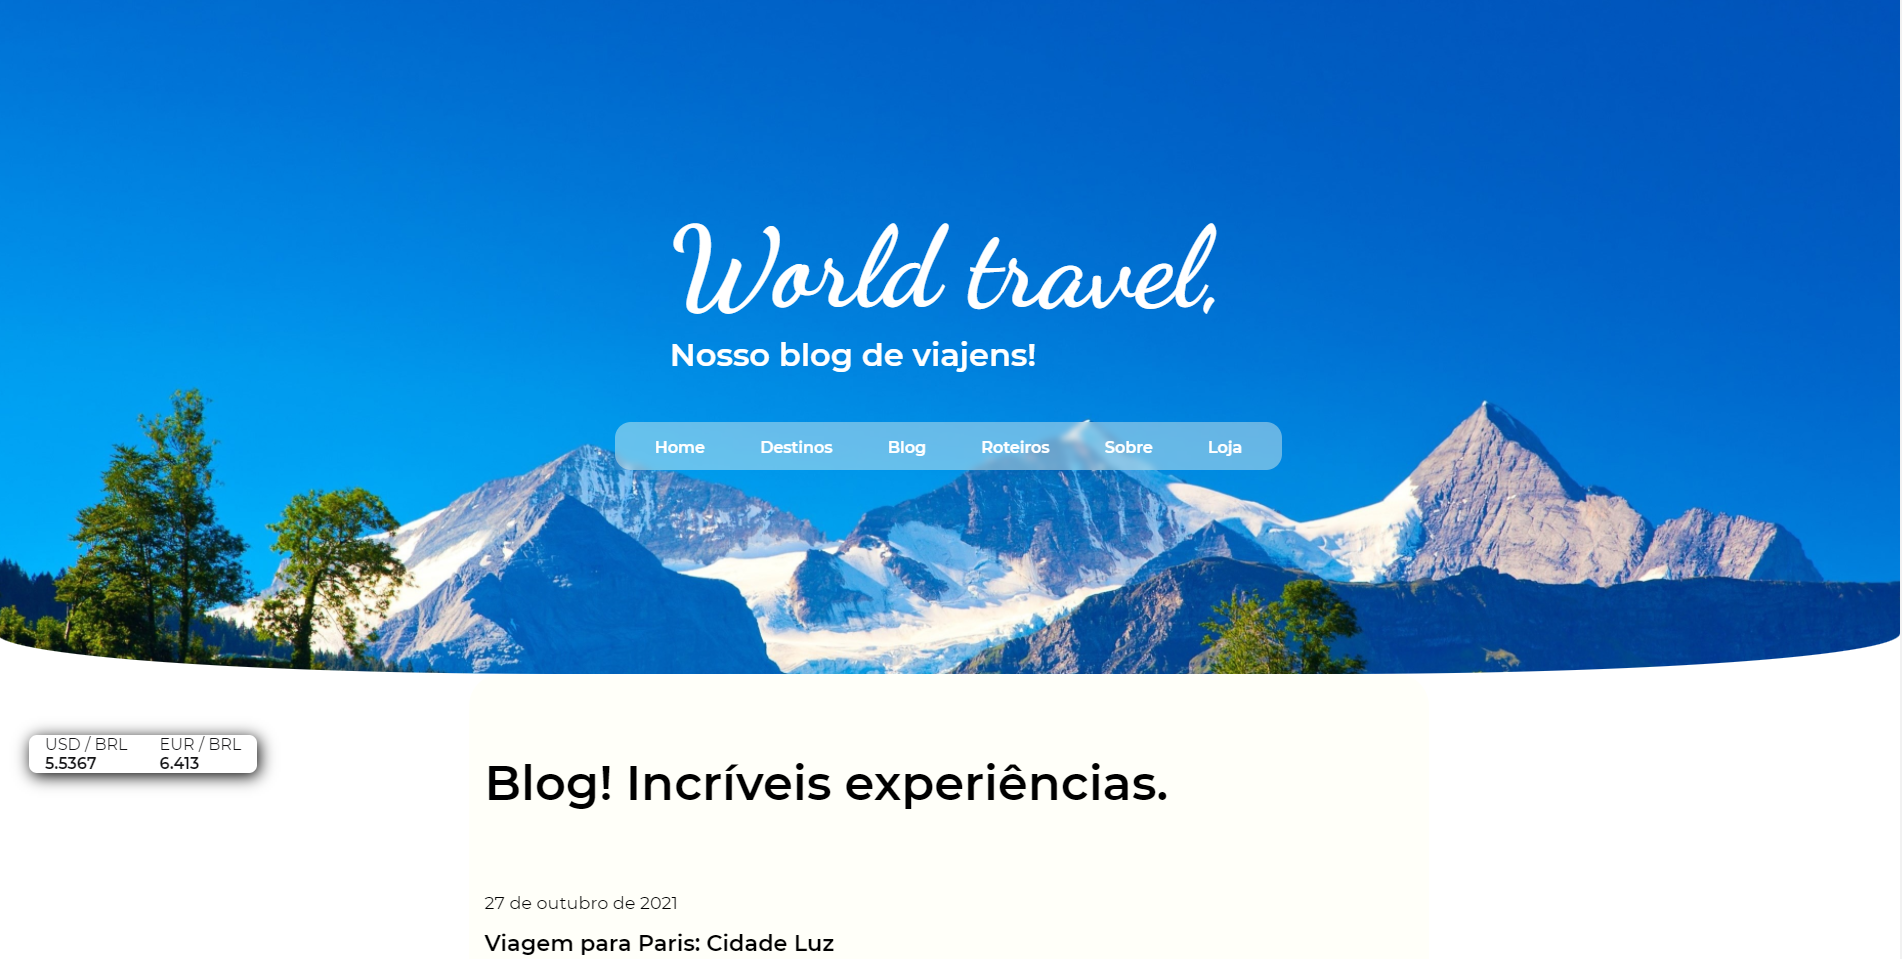 World travel,
Nosso blog de viajens!
Home Destinos Blog Roteiros Sobre Loja
USD / BRL EUR / BRL
5.5367 6.413
Blog! Incríveis experiências.
27 de outubro de 2021
Viagem para Paris: Cidade Luz